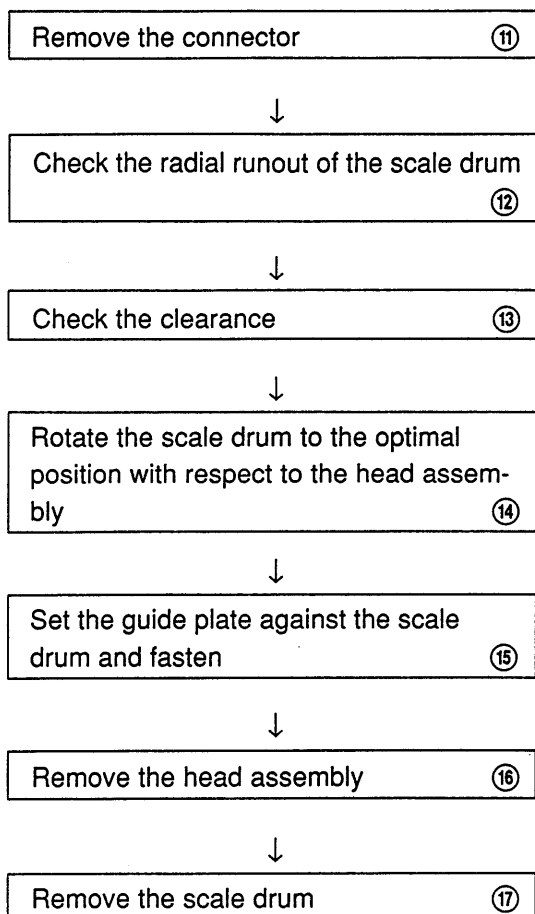 Remove the connector ⑪
↓
Check the radial runout of the scale drum
⑫
↓
Check the clearance ⑬
↓
Rotate the scale drum to the optimal
position with respect to the head assem-
bly ⑭
↓
Set the guide plate against the scale
drum and fasten ⑮
↓
Remove the head assembly ⑯
↓
Remove the scale drum ⑰